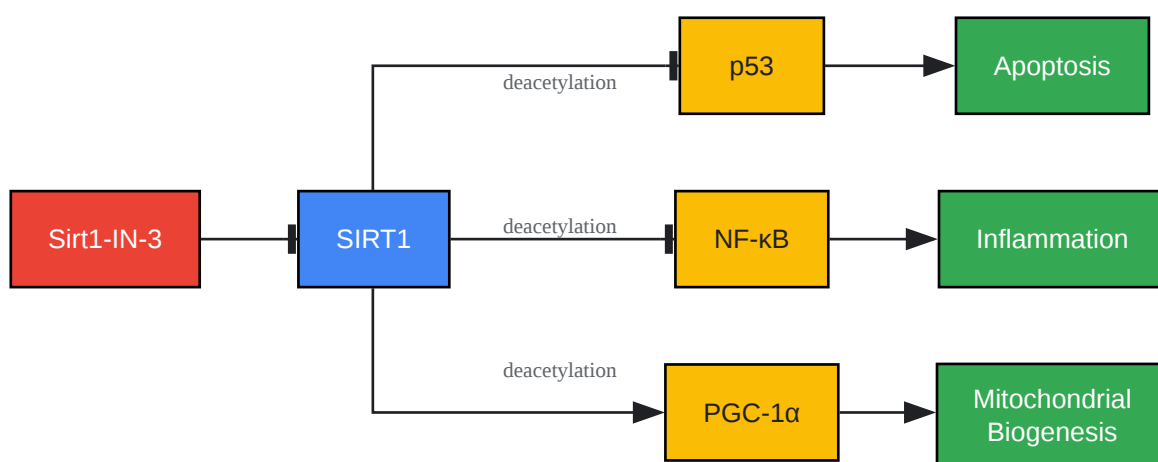 p53
Apoptosis
deacetylation
Sirt1-IN-3
SIRT1
deacetylation
NF-κB
Inflammation
deacetylation
PGC-1α
Mitochondrial
Biogenesis